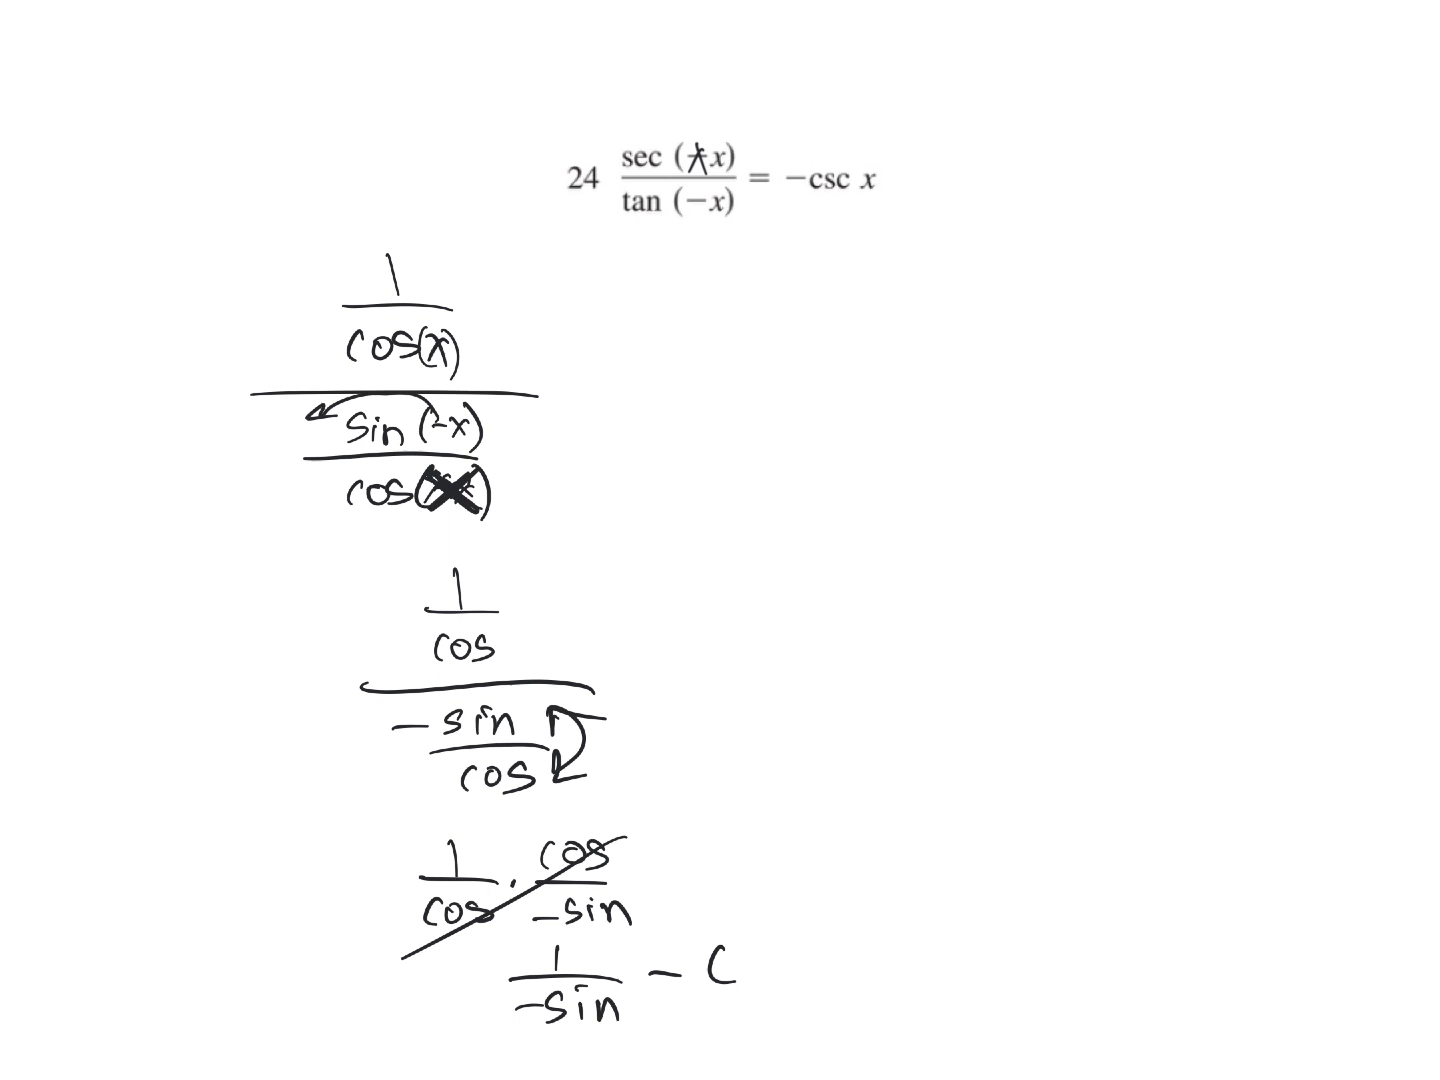 24 sec (-x) / tan (-x) = -csc x
1
cos(x)
sin (-x)
cos( )
1
cos
- sin
cos
1 . cos
cos -sin
1 - C
-sin